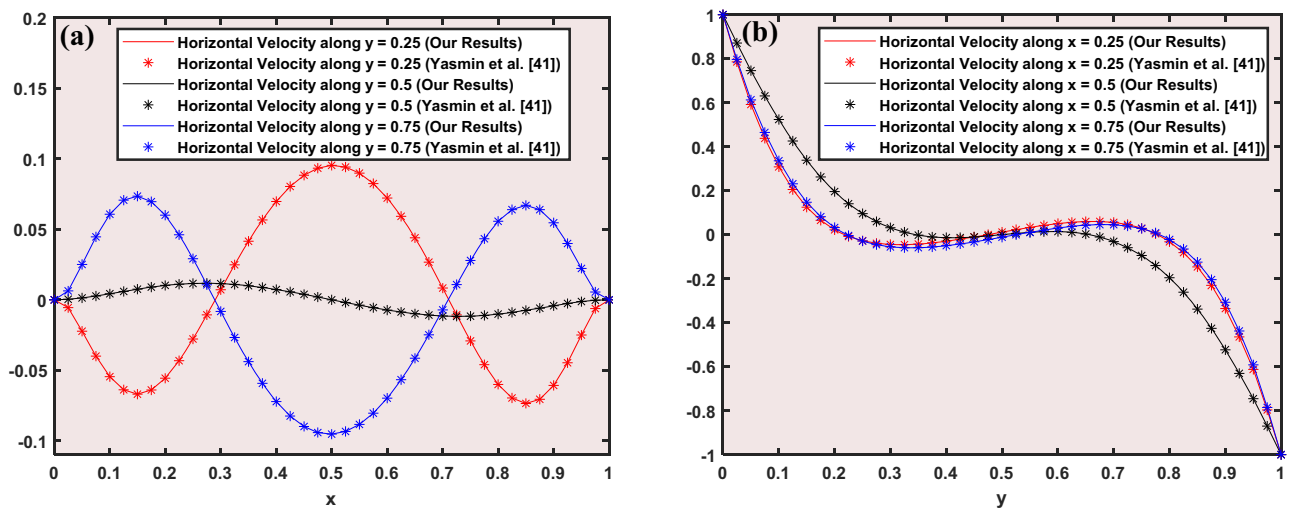 (a)
Horizontal Velocity along y = 0.25 (Our Results)
Horizontal Velocity along y = 0.25 (Yasmin et al. [41])
Horizontal Velocity along y = 0.5 (Our Results)
Horizontal Velocity along y = 0.5 (Yasmin et al. [41])
Horizontal Velocity along y = 0.75 (Our Results)
Horizontal Velocity along y = 0.75 (Yasmin et al. [41])
0.2
0.15
0.1
0.05
0
-0.05
-0.1
0 0.1 0.2 0.3 0.4 0.5 0.6 0.7 0.8 0.9 1
x
(b)
Horizontal Velocity along x = 0.25 (Our Results)
Horizontal Velocity along x = 0.25 (Yasmin et al. [41])
Horizontal Velocity along x = 0.5 (Our Results)
Horizontal Velocity along x = 0.5 (Yasmin et al. [41])
Horizontal Velocity along x = 0.75 (Our Results)
Horizontal Velocity along x = 0.75 (Yasmin et al. [41])
1
0.8
0.6
0.4
0.2
0
-0.2
-0.4
-0.6
-0.8
-1
0 0.1 0.2 0.3 0.4 0.5 0.6 0.7 0.8 0.9 1
y